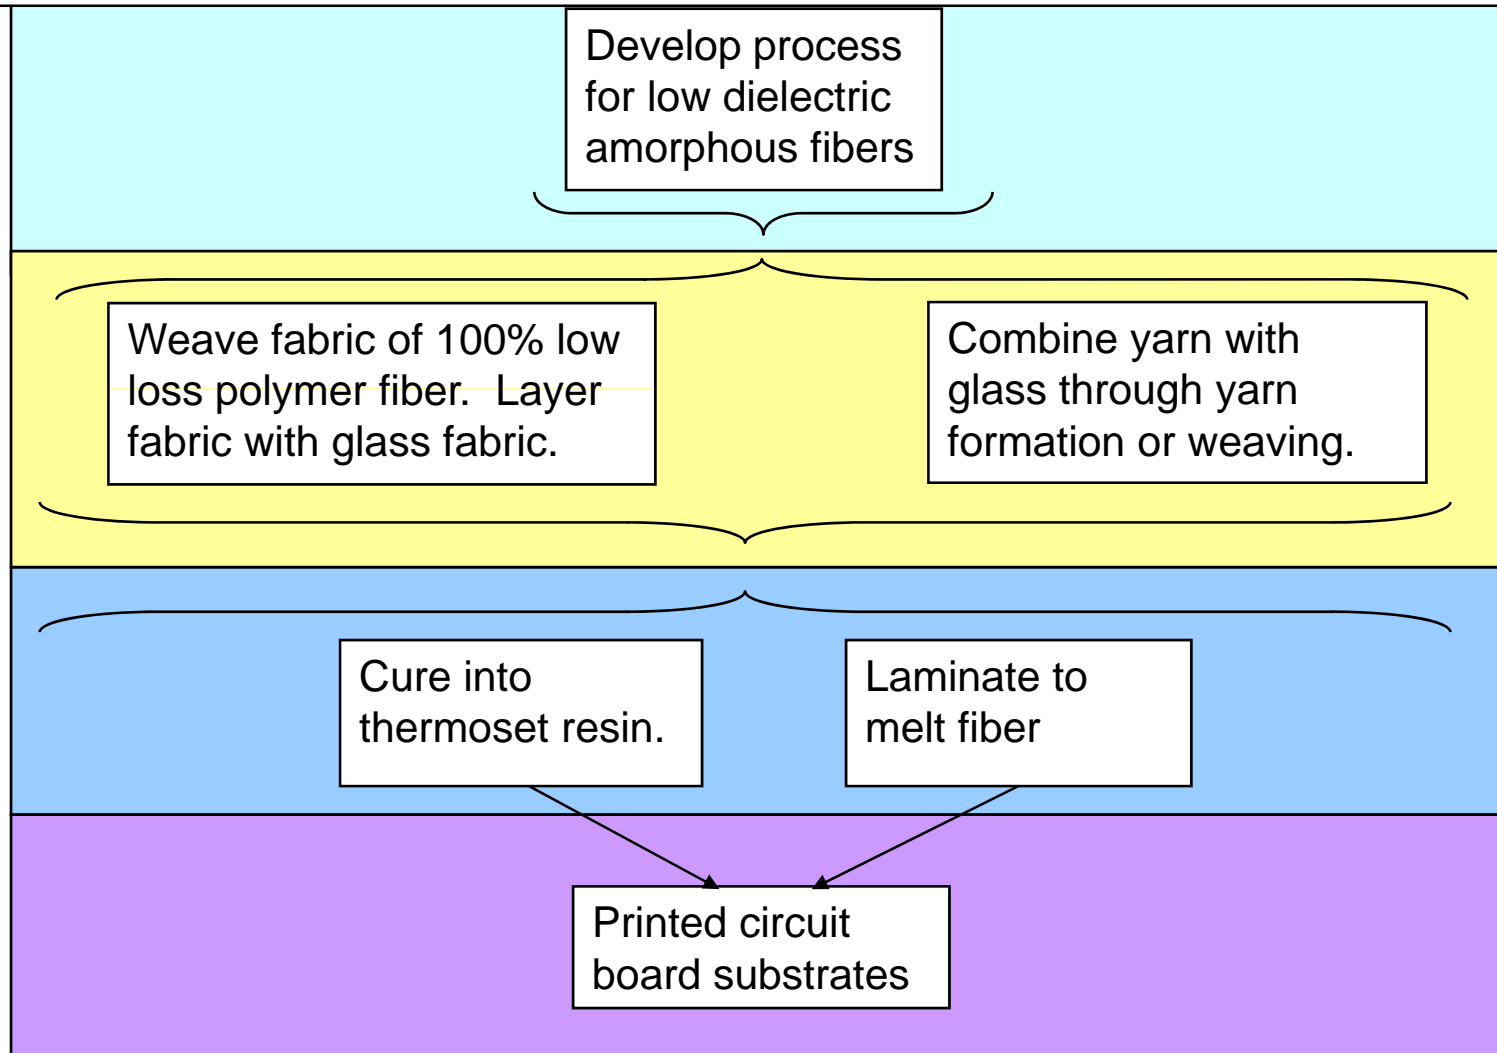 Develop process
for low dielectric
amorphous fibers
Weave fabric of 100% low
loss polymer fiber.  Layer
fabric with glass fabric.
Combine yarn with
glass through yarn
formation or weaving.
Cure into
thermoset resin.
Laminate to
melt fiber
Printed circuit
board substrates